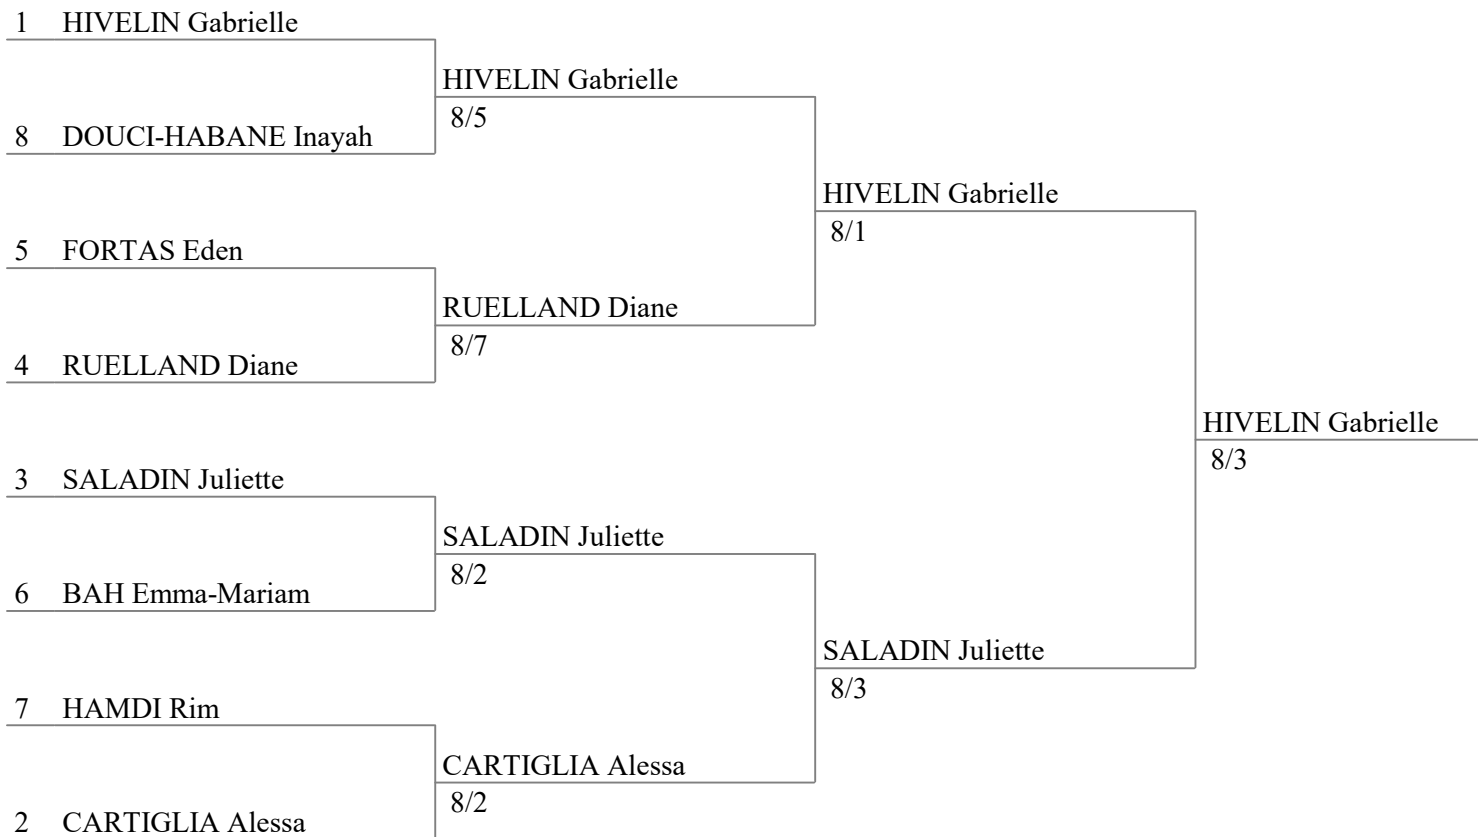 1 HIVELIN Gabrielle
HIVELIN Gabrielle
8/5
8 DOUCI-HABANE Inayah
HIVELIN Gabrielle
8/1
5 FORTAS Eden
RUELLAND Diane
8/7
4 RUELLAND Diane
HIVELIN Gabrielle
8/3
3 SALADIN Juliette
SALADIN Juliette
8/2
6 BAH Emma-Mariam
SALADIN Juliette
8/3
7 HAMDI Rim
CARTIGLIA Alessa
8/2
2 CARTIGLIA Alessa